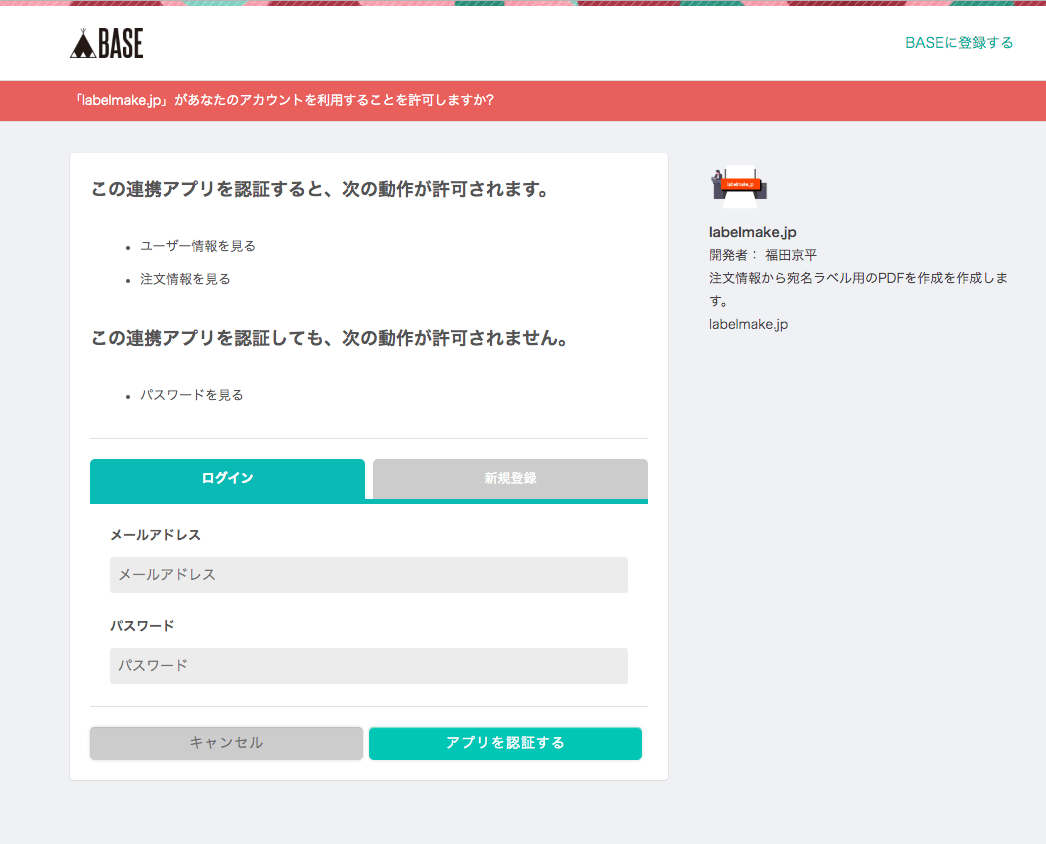 BASE
BASEに登録する
「labelmake.jp」があなたのアカウントを利用することを許可しますか?
この連携アプリを認証すると、次の動作が許可されます。
ユーザー情報を見る
注文情報を見る
この連携アプリを認証しても、次の動作が許可されません。
パスワードを見る
ログイン
新規登録
メールアドレス
メールアドレス
パスワード
パスワード
キャンセル
アプリを認証する
labelmake.jp
labelmake.jp
開発者： 福田京平
注文情報から宛名ラベル用のPDFを作成を作成しま
す。
labelmake.jp